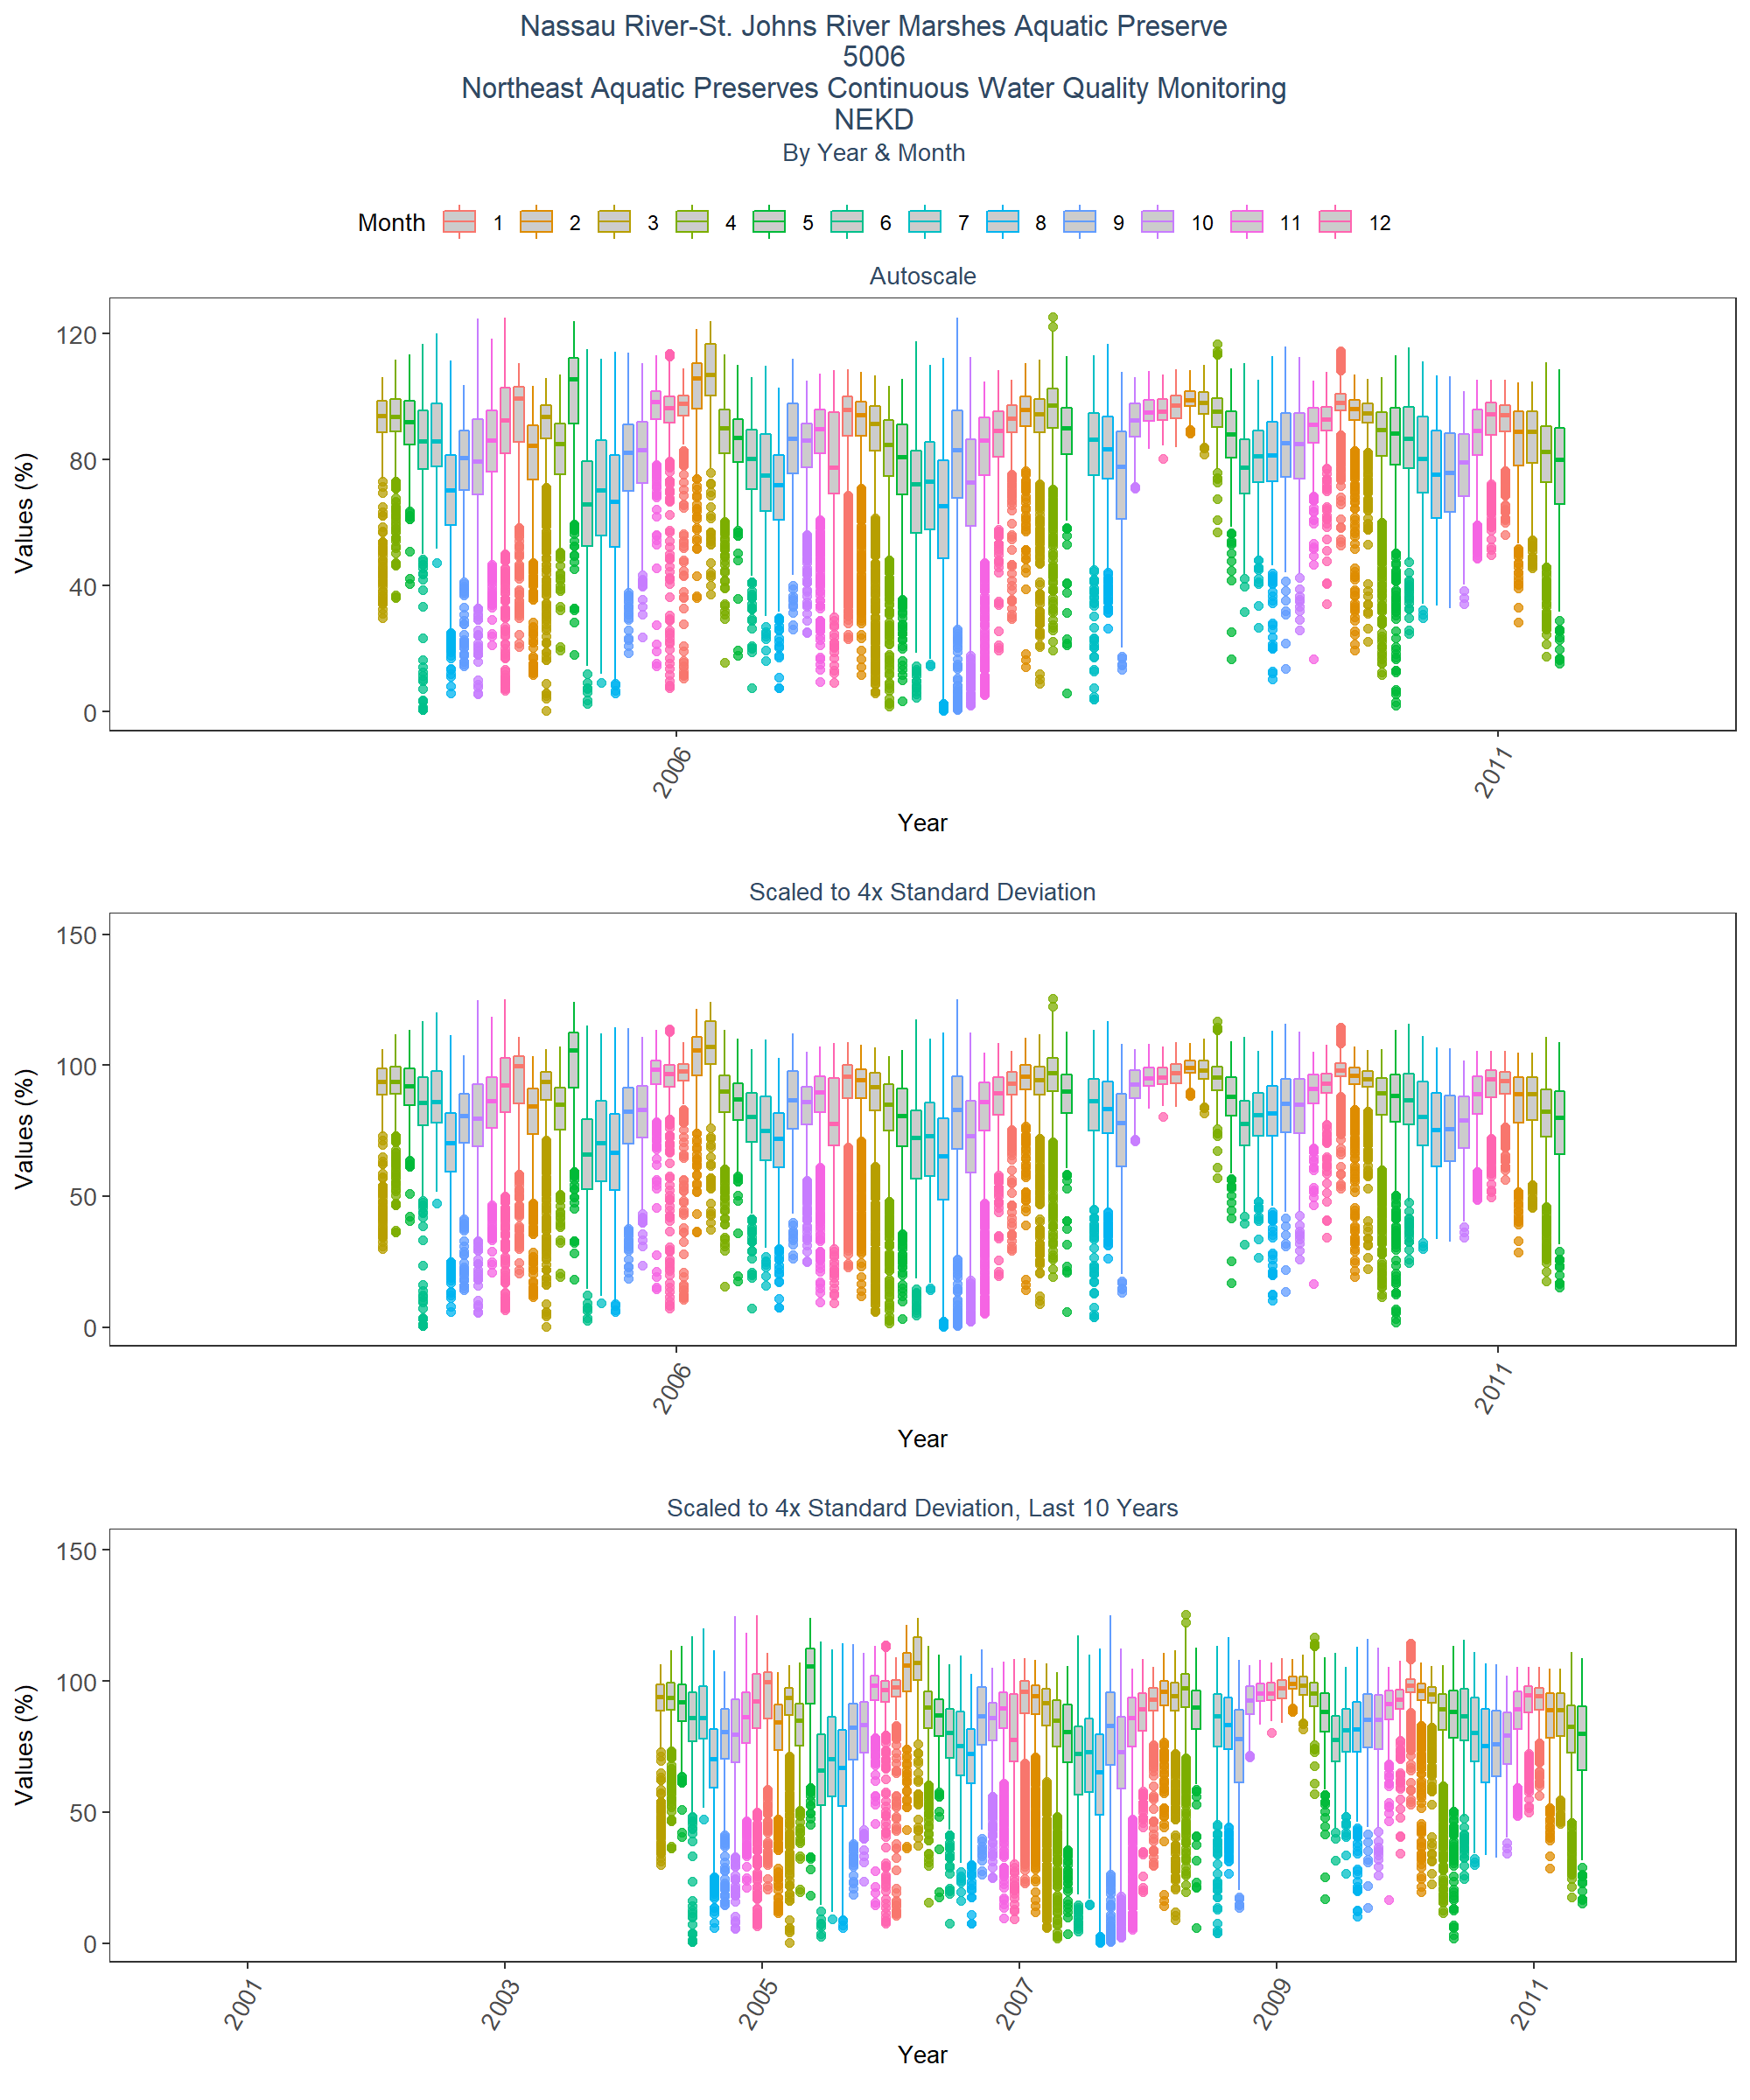 Nassau River-St. Johns River Marshes Aquatic Preserve
5006
Northeast Aquatic Preserves Continuous Water Quality Monitoring
NEKD
By Year & Month
Month 1 2 3 4 5 6 7 8 9 10 11 12
Autoscale
Values (%)
120
80
40
0
2006 2011
Year
Scaled to 4x Standard Deviation
Values (%)
150
100
50
0
2006 2011
Year
Scaled to 4x Standard Deviation, Last 10 Years
Values (%)
150
100
50
0
2001 2003 2005 2007 2009 2011
Year